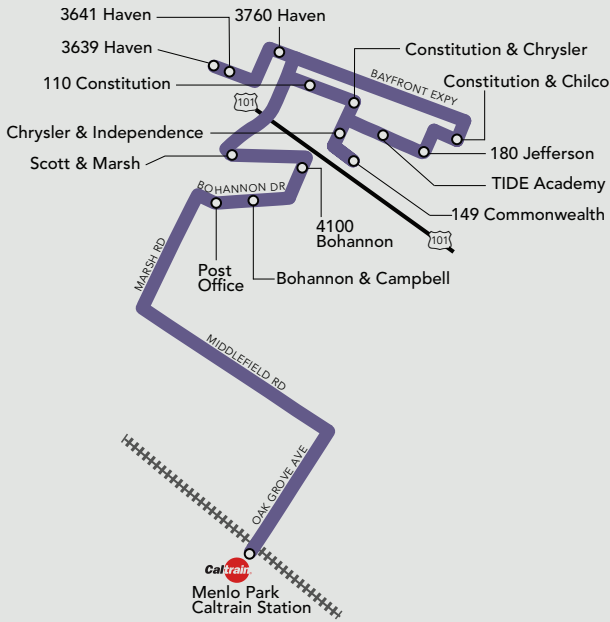 3641 Haven
3760 Haven
3639 Haven
Constitution & Chrysler
BAYFRONT EXPY
110 Constitution
Constitution & Chilco
101
Chrysler & Independence
180 Jefferson
Scott & Marsh
TIDE Academy
BOHANNON DR
149 Commonwealth
4100
Bohannon
101
MARSH RD
Post
Office
Bohannon & Campbell
MIDDLEFIELD RD
OAK GROVE AVE
Caltrain
Menlo Park
Caltrain Station